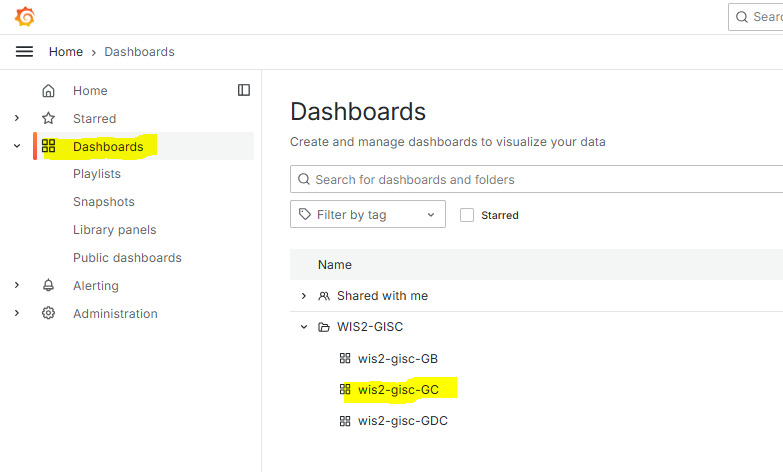 Sear
Home › Dashboards
Home
Starred
Dashboards
Playlists
Snapshots
Library panels
Public dashboards
Alerting
Administration
Dashboards
Create and manage dashboards to visualize your data
Search for dashboards and folders
Filter by tag
Starred
Name
Shared with me
WIS2-GISC
wis2-gisc-GB
wis2-gisc-GC
wis2-gisc-GDC